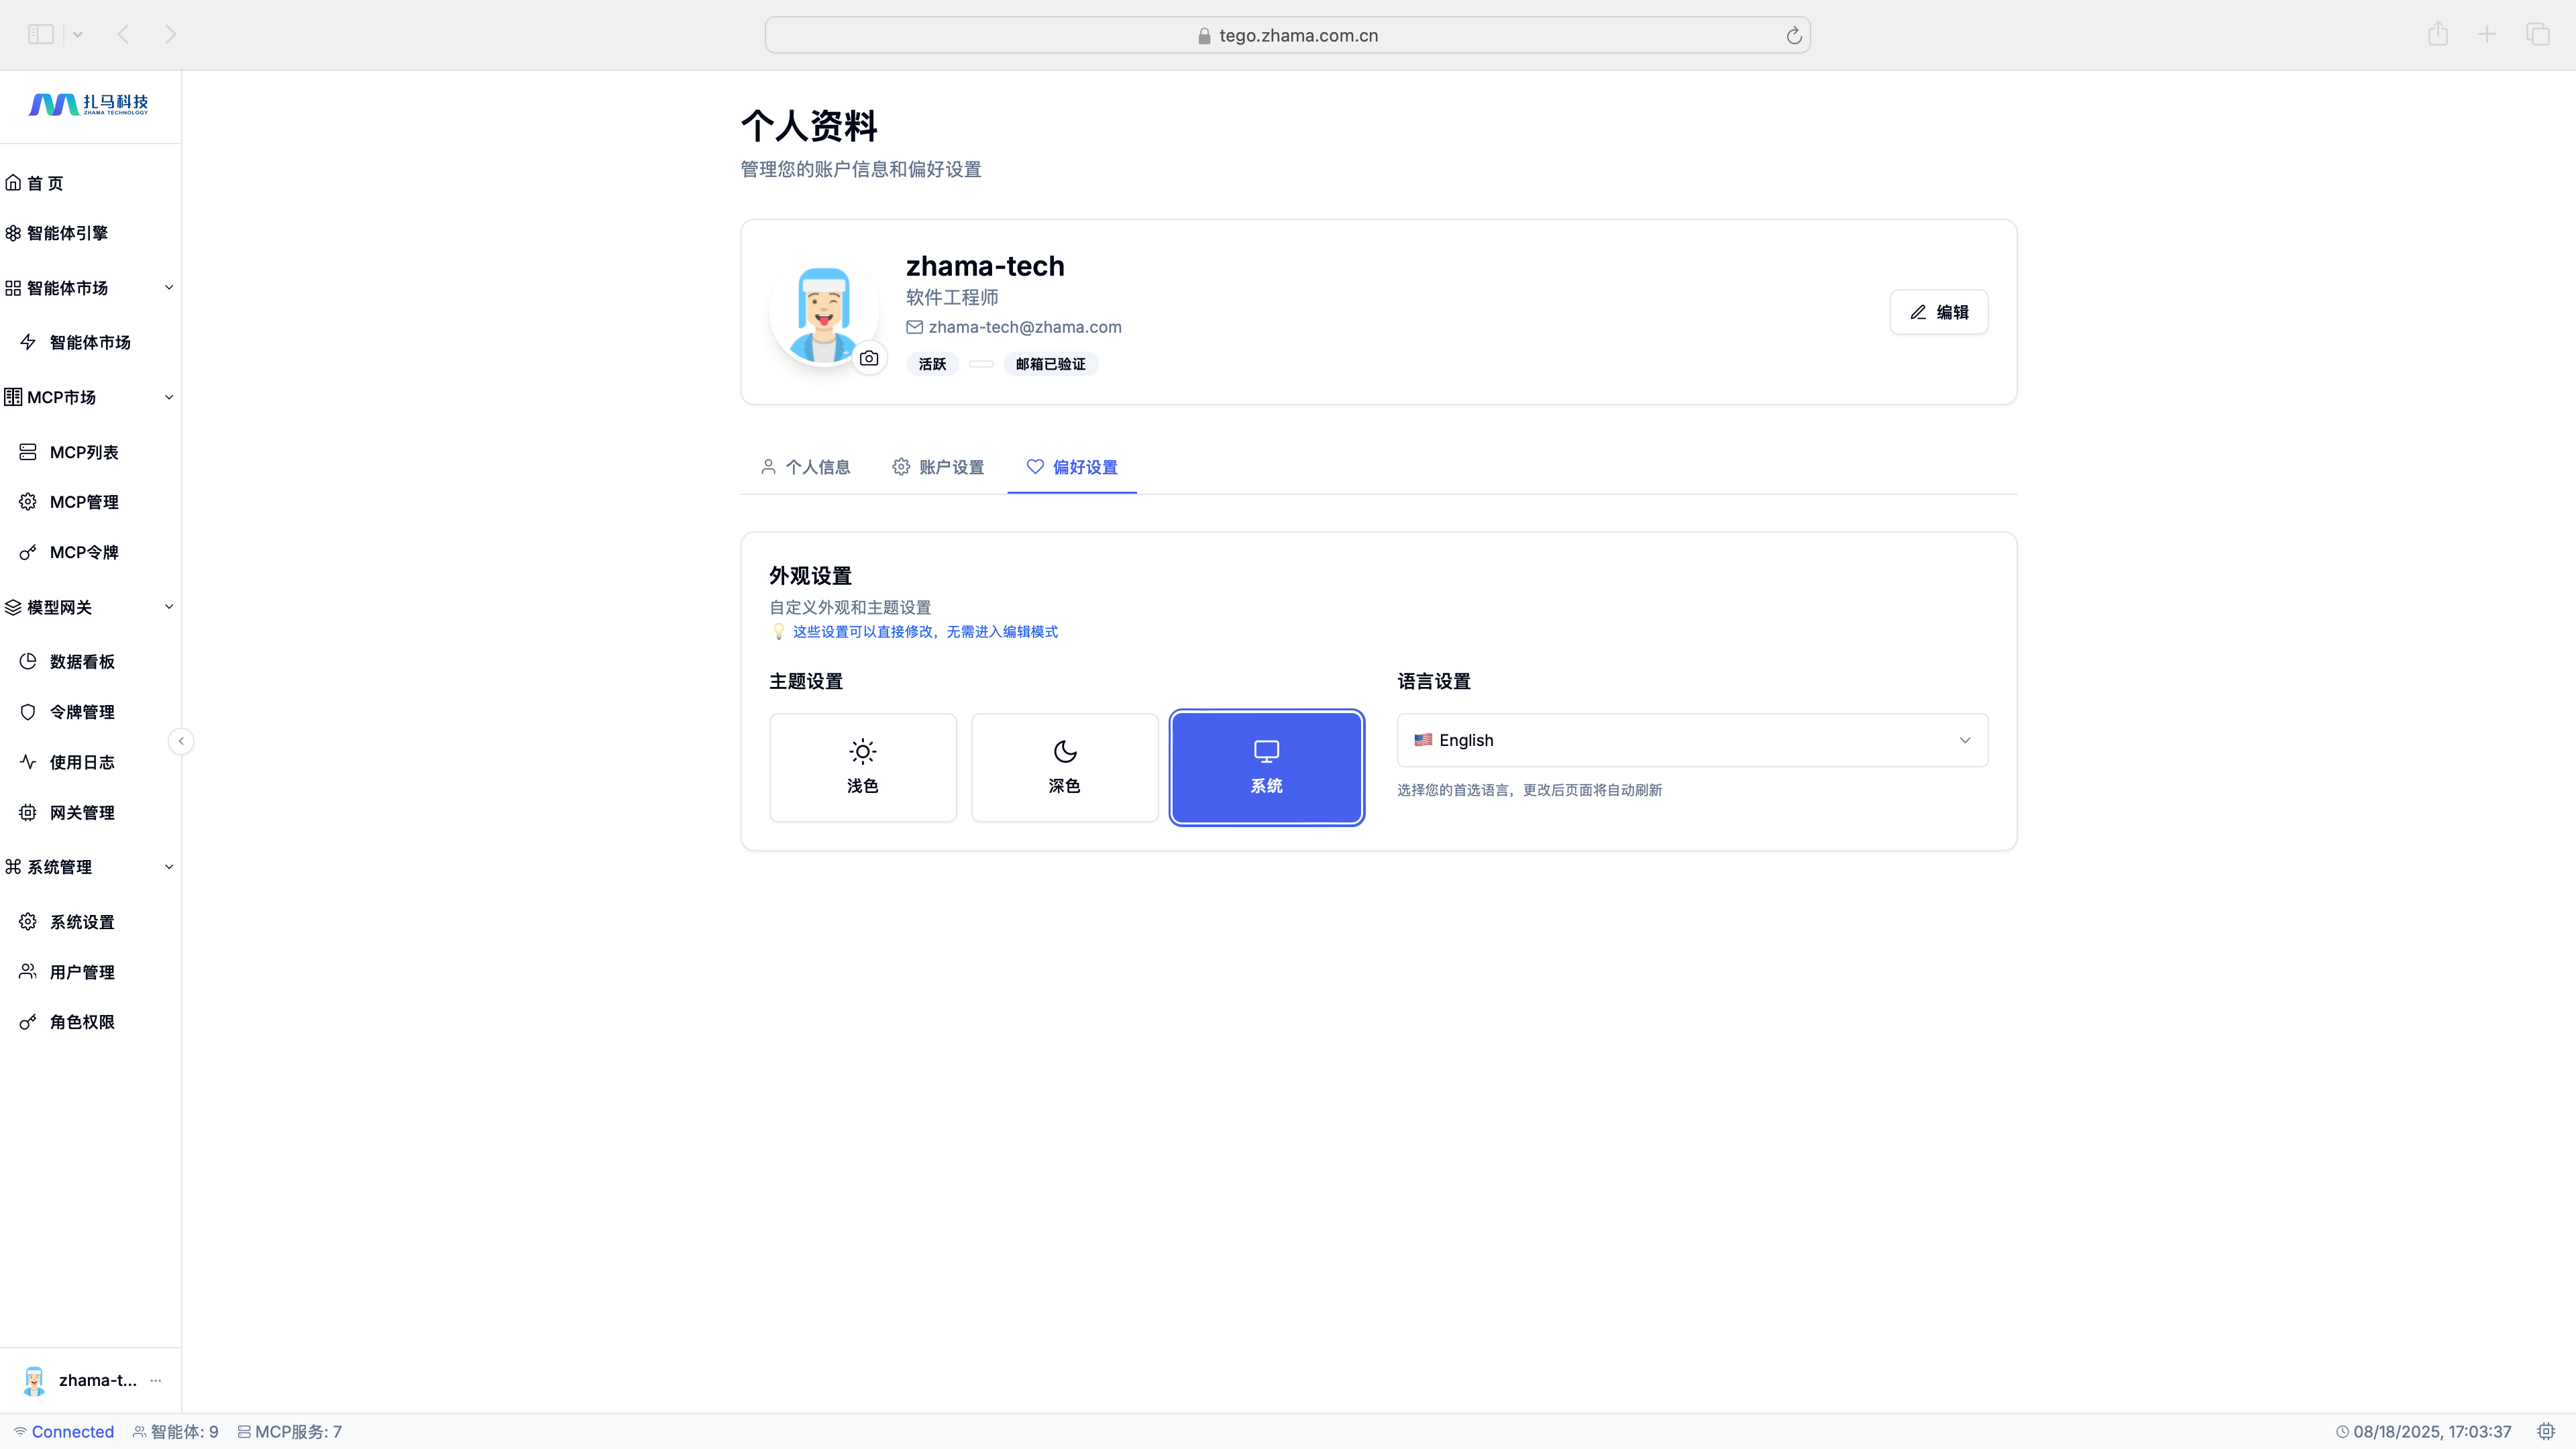 tego.zhama.com.cn
扎马科技
ZHAMA TECHNOLOGY
首 页
智能体引擎
智能体市场
智能体市场
MCP市场
MCP列表
MCP管理
MCP令牌
模型网关
数据看板
令牌管理
使用日志
网关管理
系统管理
系统设置
用户管理
角色权限
zhama-t...
个人资料
管理您的账户信息和偏好设置
zhama-tech
软件工程师
zhama-tech@zhama.com
活跃 邮箱已验证
编辑
个人信息 账户设置 偏好设置
外观设置
自定义外观和主题设置
💡 这些设置可以直接修改，无需进入编辑模式
主题设置
浅色 深色 系统
语言设置
🇺🇸 English
选择您的首选语言，更改后页面将自动刷新
Connected 智能体: 9 MCP服务: 7
08/18/2025, 17:03:37